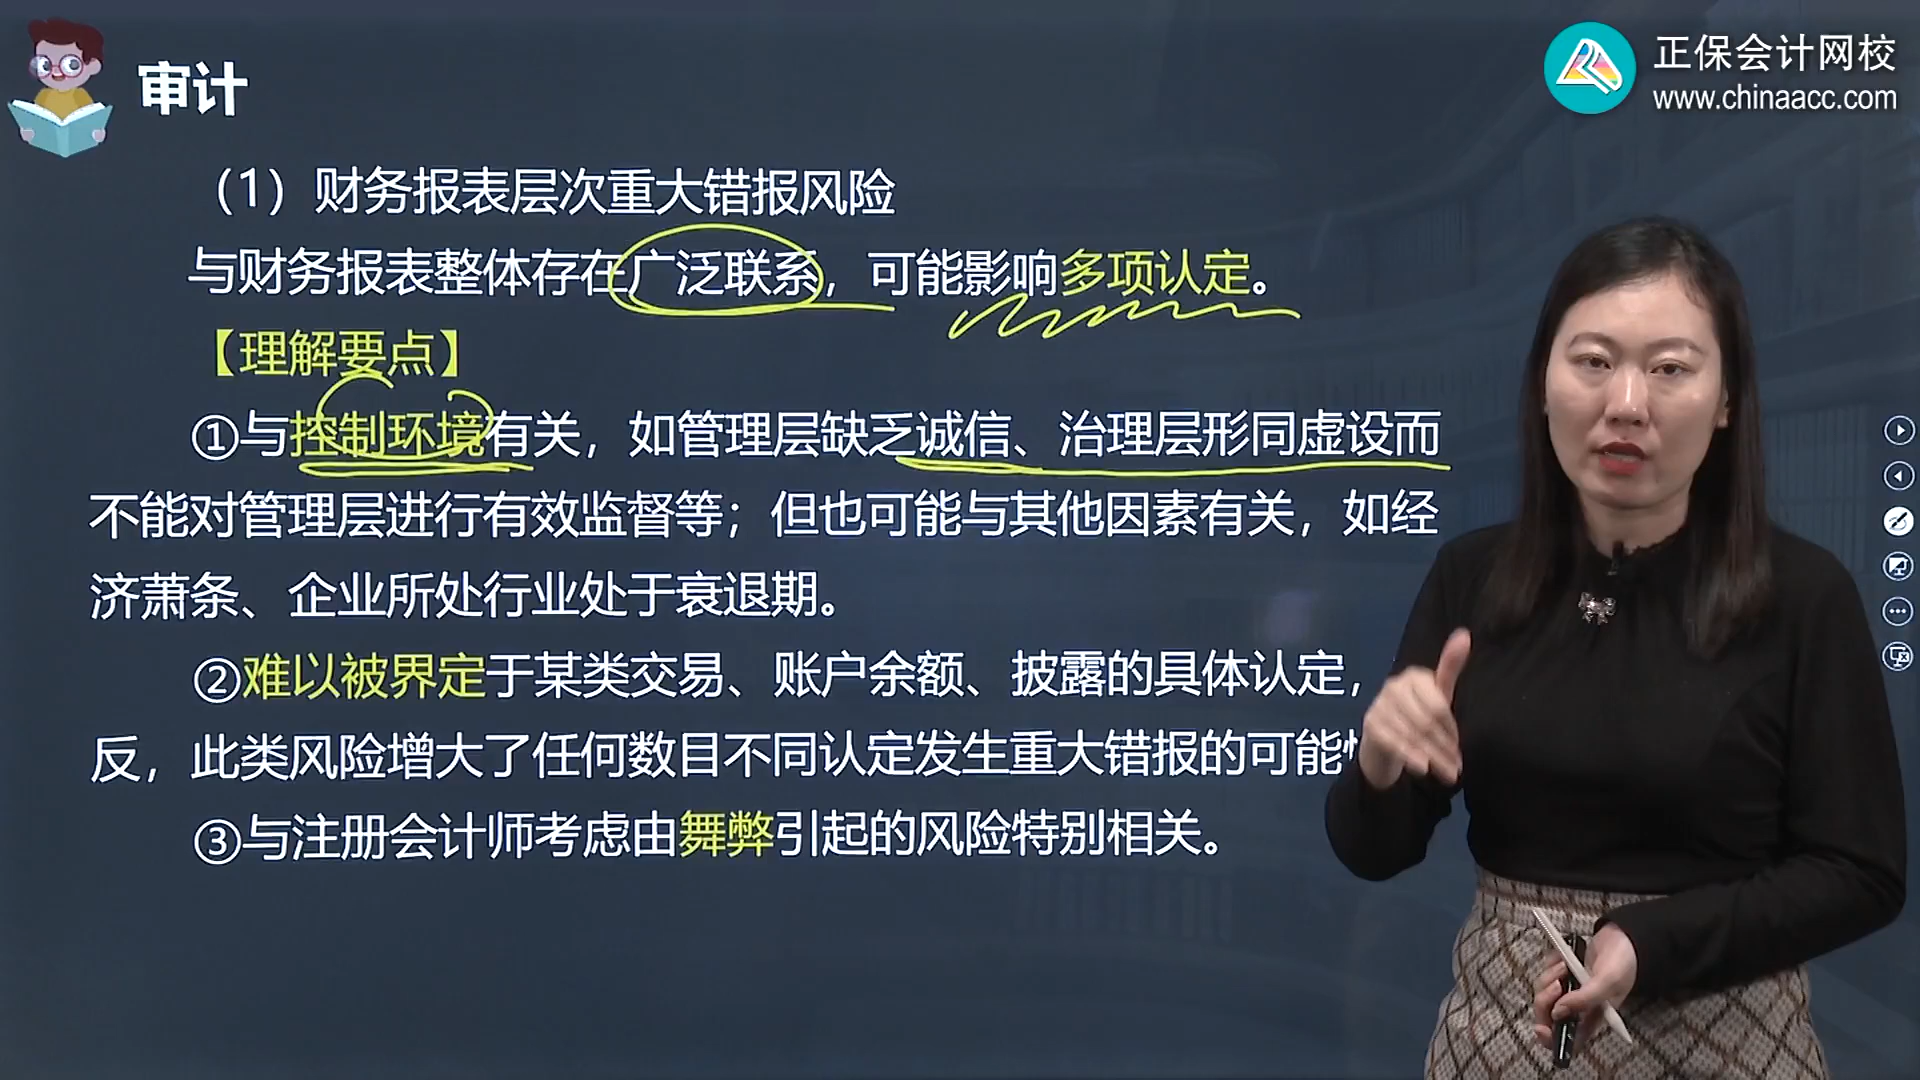 审计
正保会计网校
www.chinaacc.com
（1）财务报表层次重大错报风险
与财务报表整体存在广泛联系，可能影响多项认定。
【理解要点】
①与控制环境有关，如管理层缺乏诚信、治理层形同虚设而
不能对管理层进行有效监督等；但也可能与其他因素有关，如经
济萧条、企业所处行业处于衰退期。
②难以被界定于某类交易、账户余额、披露的具体认定，
反，此类风险增大了任何数目不同认定发生重大错报的可能
③与注册会计师考虑由舞弊引起的风险特别相关。